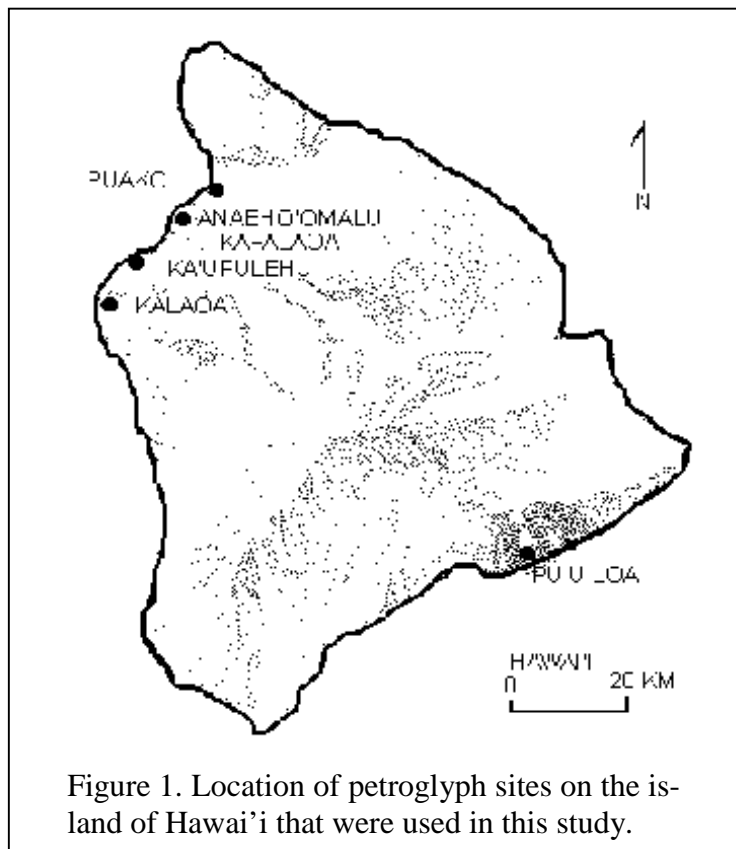 PUAKO
N
ANAEHO'OMALU
KA'UPULEHU
KALAOA
PU'U LOA
HAWAI'I
0 20 KM
Figure 1. Location of petroglyph sites on the is-
land of Hawai’i that were used in this study.